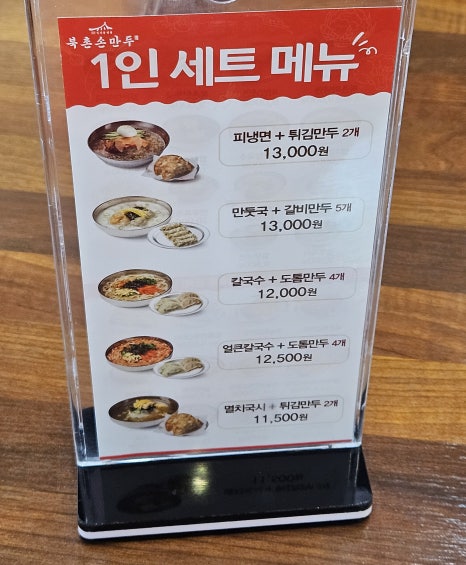 북촌손만두
1인 세트 메뉴
피냉면 + 튀김만두 2개
13,000원
만둣국 + 갈비만두 5개
13,000원
칼국수 + 도톰만두 4개
12,000원
얼큰칼국수 + 도톰만두 4개
12,500원
멸치국시 + 튀김만두 2개
11,500원